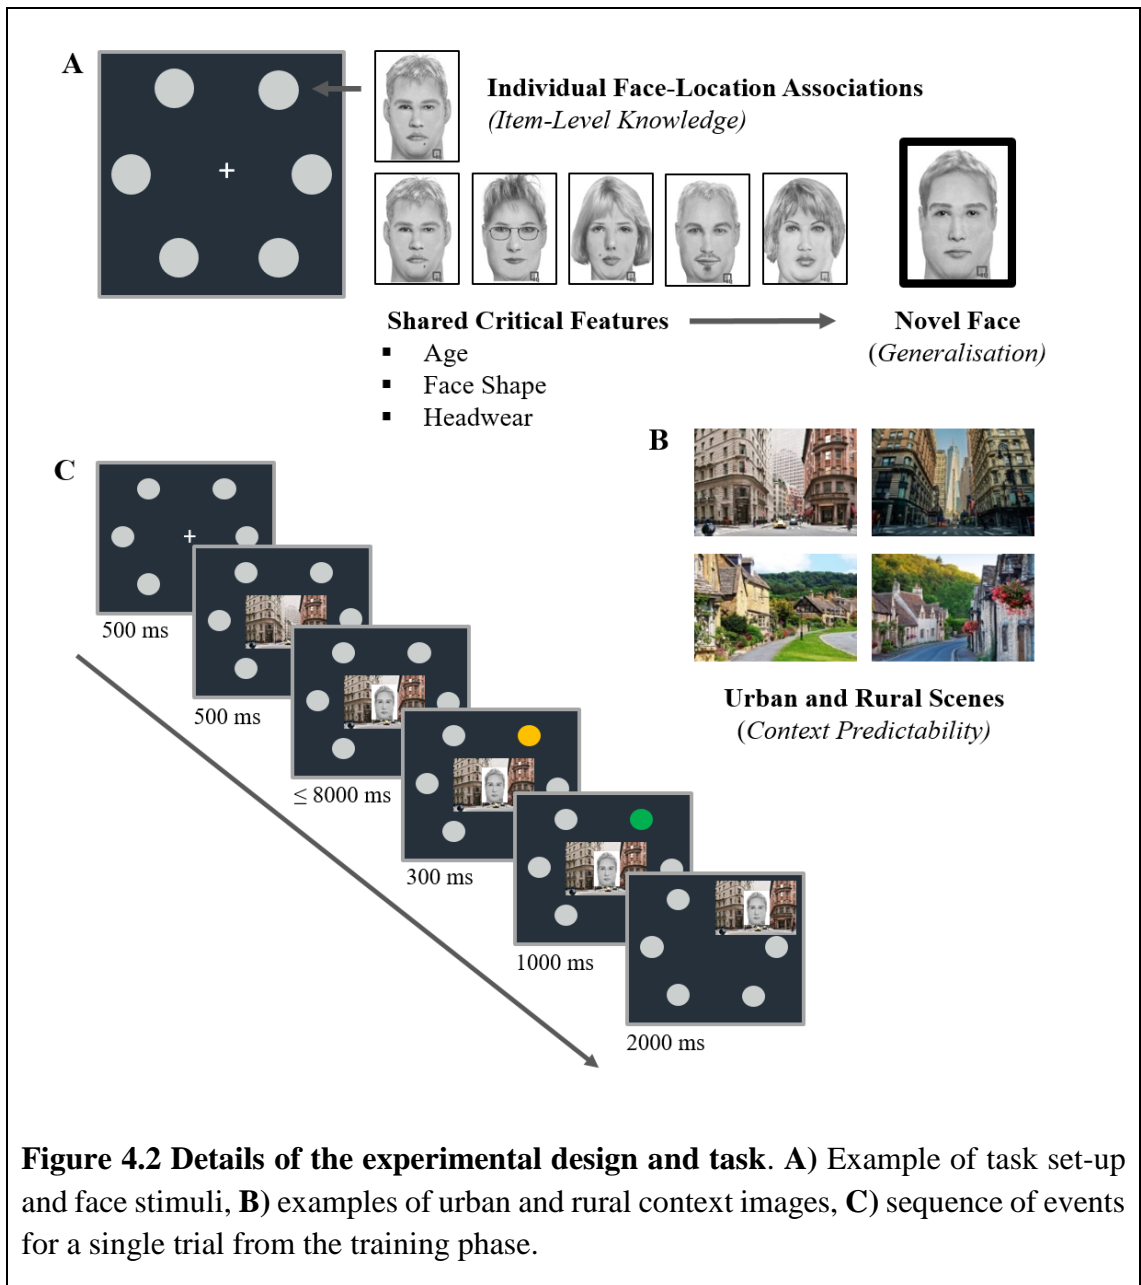 A
Individual Face-Location Associations
(Item-Level Knowledge)
Shared Critical Features
▪ Age
▪ Face Shape
▪ Headwear
Novel Face
(Generalisation)
B
Urban and Rural Scenes
(Context Predictability)
C
500 ms
500 ms
≤ 8000 ms
300 ms
1000 ms
2000 ms
Figure 4.2 Details of the experimental design and task. A) Example of task set-up
and face stimuli, B) examples of urban and rural context images, C) sequence of events
for a single trial from the training phase.